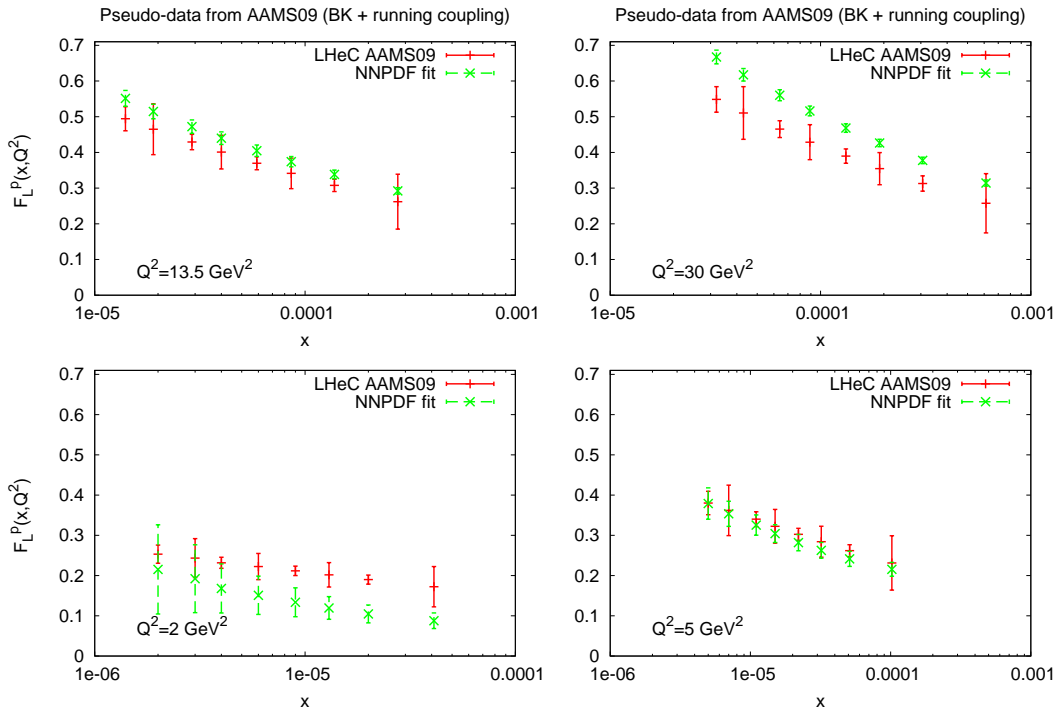 Pseudo-data from AAMS09 (BK + running coupling)
0.7
0.6
0.5
0.4
0.3
0.2
0.1
0
F_L^p(x,Q^2)
LHeC AAMS09
NNPDF fit
Q^2=13.5 GeV^2
1e-05
0.0001
0.001
x
Pseudo-data from AAMS09 (BK + running coupling)
0.7
0.6
0.5
0.4
0.3
0.2
0.1
0
LHeC AAMS09
NNPDF fit
Q^2=30 GeV^2
1e-05
0.0001
0.001
x
0.7
0.6
0.5
0.4
0.3
0.2
0.1
0
F_L^p(x,Q^2)
LHeC AAMS09
NNPDF fit
Q^2=2 GeV^2
1e-06
1e-05
0.0001
x
0.7
0.6
0.5
0.4
0.3
0.2
0.1
0
LHeC AAMS09
NNPDF fit
Q^2=5 GeV^2
1e-06
1e-05
0.0001
0.001
x